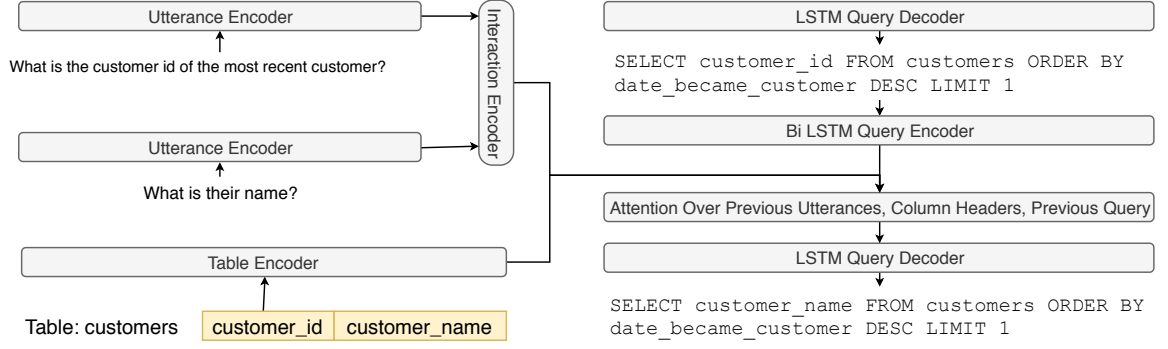 Utterance Encoder
What is the customer id of the most recent customer?
Utterance Encoder
What is their name?
Interaction Encoder
Table Encoder
Table: customers customer_id customer_name
LSTM Query Decoder
SELECT customer_id FROM customers ORDER BY
date_became_customer DESC LIMIT 1
Bi LSTM Query Encoder
Attention Over Previous Utterances, Column Headers, Previous Query
LSTM Query Decoder
SELECT customer_name FROM customers ORDER BY
date_became_customer DESC LIMIT 1